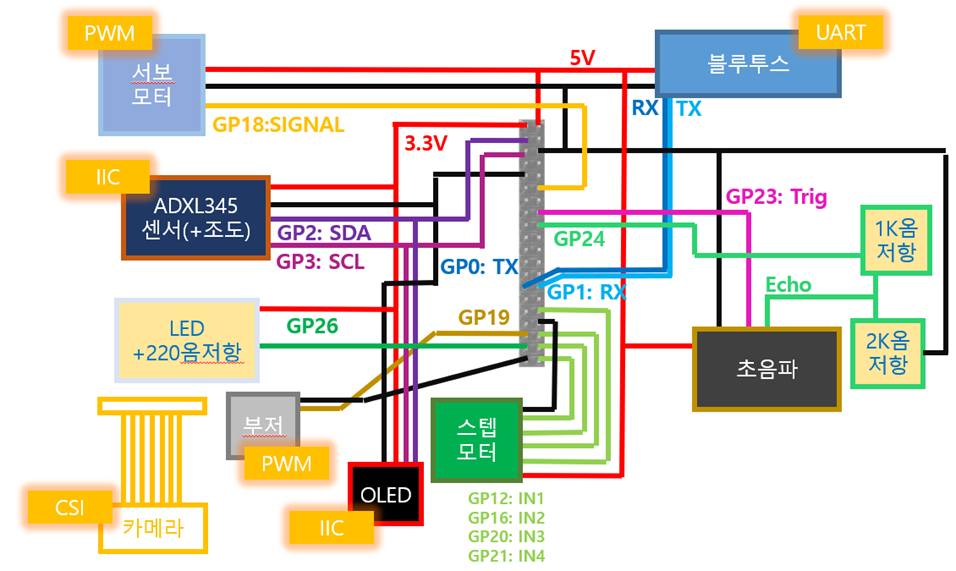 PWM
서보
모터
5V
UART
블루투스
RX
TX
GP18:SIGNAL
3.3V
IIC
ADXL345
센서(+조도)
GP2: SDA
GP3: SCL
GP0: TX
GP1: RX
GP23: Trig
GP24
1K옴
저항
Echo
2K옴
저항
초음파
LED
+220옴저항
GP26
GP19
부저
PWM
스텝
모터
OLED
IIC
CSI
카메라
GP12: IN1
GP16: IN2
GP20: IN3
GP21: IN4